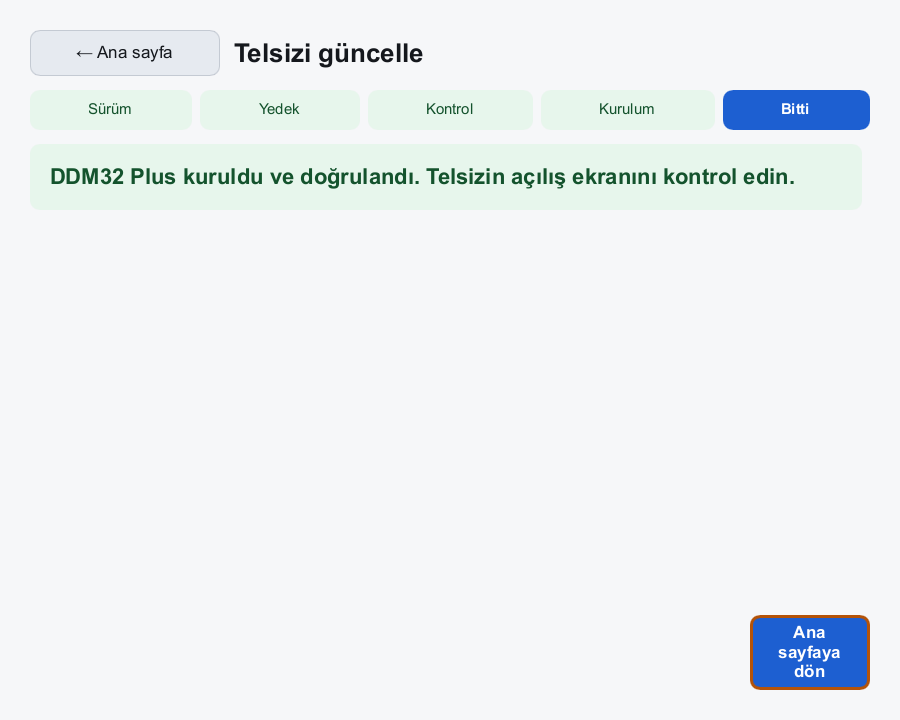 ← Ana sayfa
Telsizi güncelle
Sürüm
Yedek
Kontrol
Kurulum
Bitti
DDM32 Plus kuruldu ve doğrulandı. Telsizin açılış ekranını kontrol edin.
Ana
sayfaya
dön